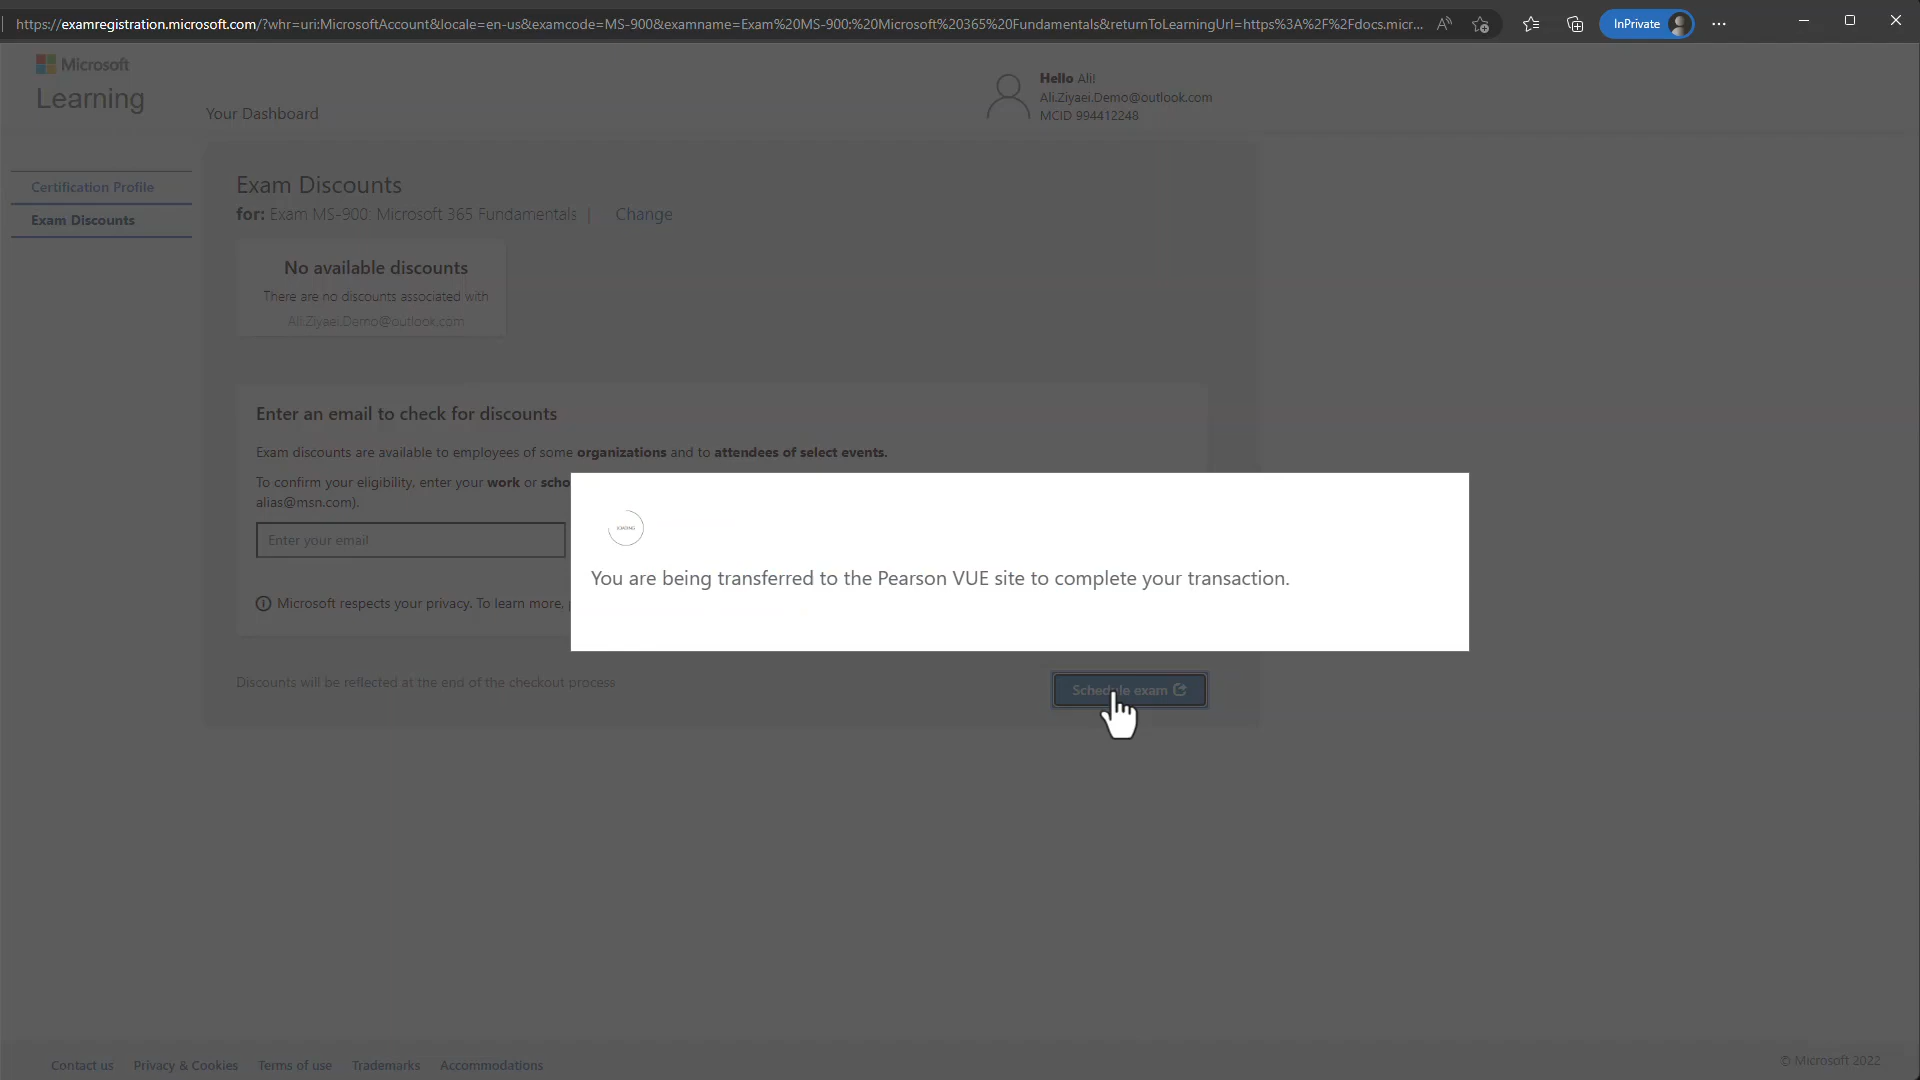 https://examregistration.microsoft.com/?whr=uri:MicrosoftAccount&locale=en-us&examcode=MS-900&examname=Exam%20MS-900:%20Microsoft%20365%20Fundamentals&returnToLearningUrl=https%3A%2F%2Fdocs.micr...
InPrivate
Microsoft
Learning
Your Dashboard
Hello Ali!
Ali.Ziyaei.Demo@outlook.com
MCID 994412248
Certification Profile
Exam Discounts
Exam Discounts
for: Exam MS-900: Microsoft 365 Fundamentals | Change
No available discounts
There are no discounts associated with
Ali.Ziyaei.Demo@outlook.com
Enter an email to check for discounts
Exam discounts are available to employees of some organizations and to attendees of select events.
To confirm your eligibility, enter your work or scho
alias@msn.com).
Enter your email
Microsoft respects your privacy. To learn more,
LOADING
You are being transferred to the Pearson VUE site to complete your transaction.
Discounts will be reflected at the end of the checkout process
Schedule exam
Contact us Privacy & Cookies Terms of use Trademarks Accommodations
© Microsoft 2022